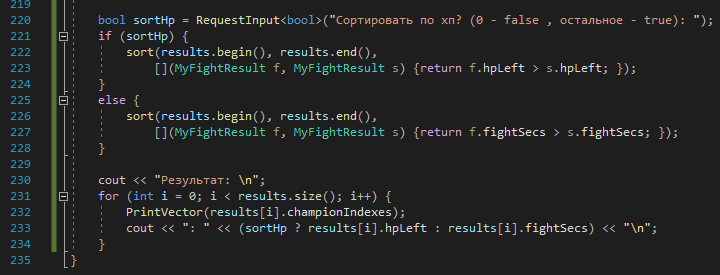 219
220 bool sortHp = RequestInput<bool>("Сортировать по хп? (0 - false , остальное - true): ");
221 if (sortHp) {
222 sort(results.begin(), results.end(),
223 [](MyFightResult f, MyFightResult s) {return f.hpLeft > s.hpLeft; });
224 }
225 else {
226 sort(results.begin(), results.end(),
227 [](MyFightResult f, MyFightResult s) {return f.fightSecs > s.fightSecs; });
228 }
229
230 cout << "Результат: \n";
231 for (int i = 0; i < results.size(); i++) {
232 PrintVector(results[i].championIndexes);
233 cout << ": " << (sortHp ? results[i].hpLeft : results[i].fightSecs) << "\n";
234 }
235 }